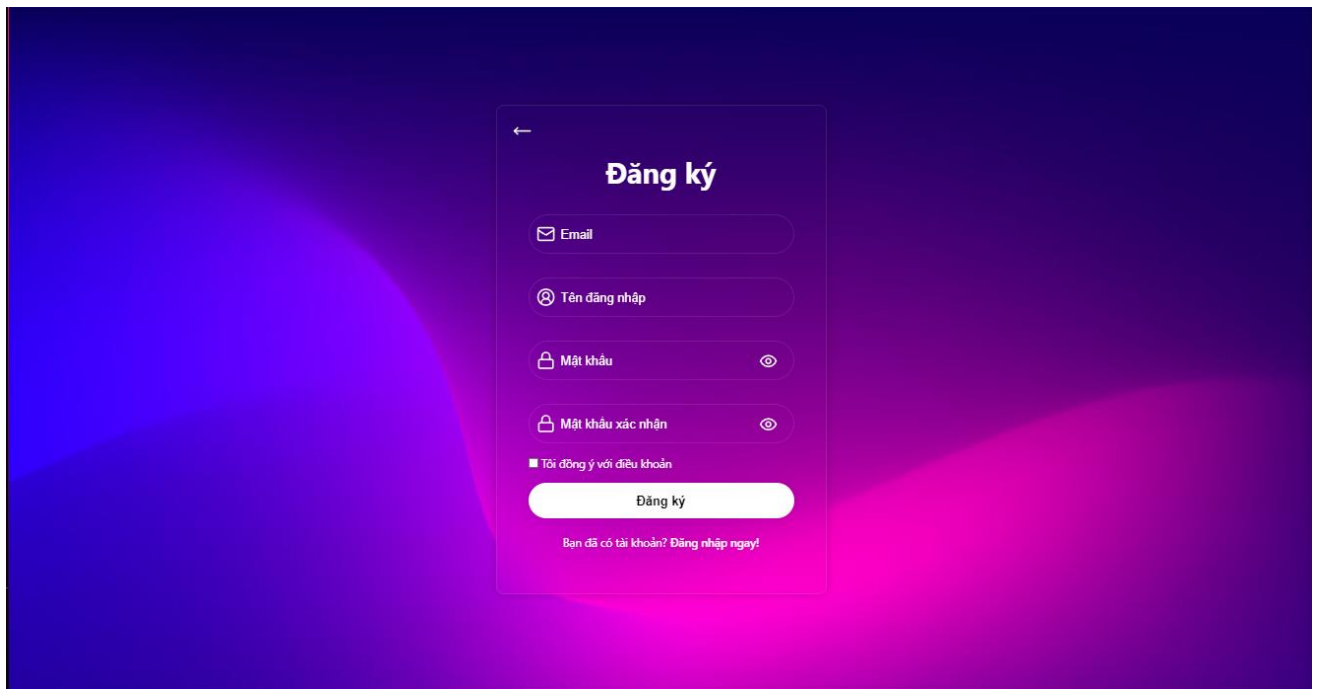 Đăng ký
Email
Tên đăng nhập
Mật khẩu
Mật khẩu xác nhận
Tôi đồng ý với điều khoản
Đăng ký
Bạn đã có tài khoản? Đăng nhập ngay!